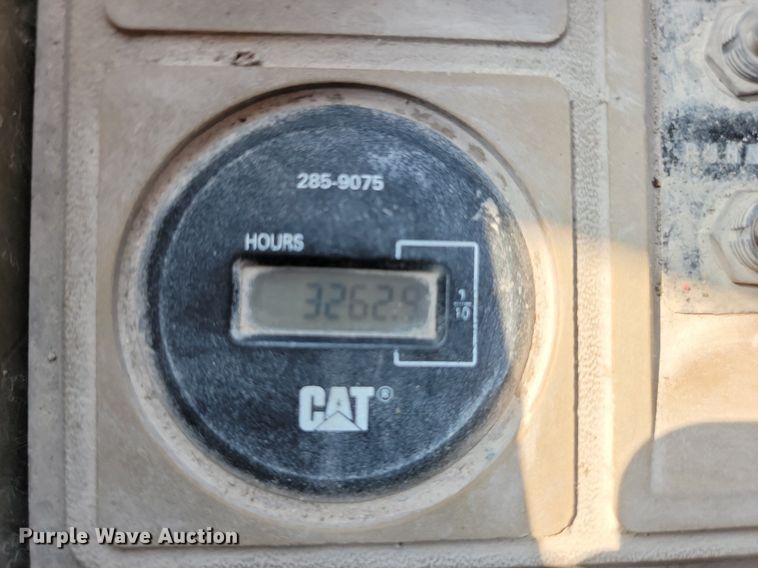 285-9075
HOURS
32629
1
10
CAT®
Purple Wave Auction®